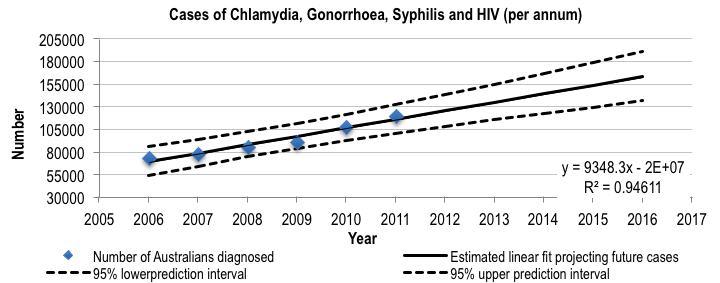 Cases of Chlamydia, Gonorrhoea, Syphilis and HIV (per annum)
205000
180000
155000
130000
105000
80000
55000
30000
Number
y = 9348.3x - 2E+07
R² = 0.94611
2005 2006 2007 2008 2009 2010 2011 2012 2013 2014 2015 2016 2017
Year
Number of Australians diagnosed
Estimated linear fit projecting future cases
95% lowerprediction interval
95% upper prediction interval